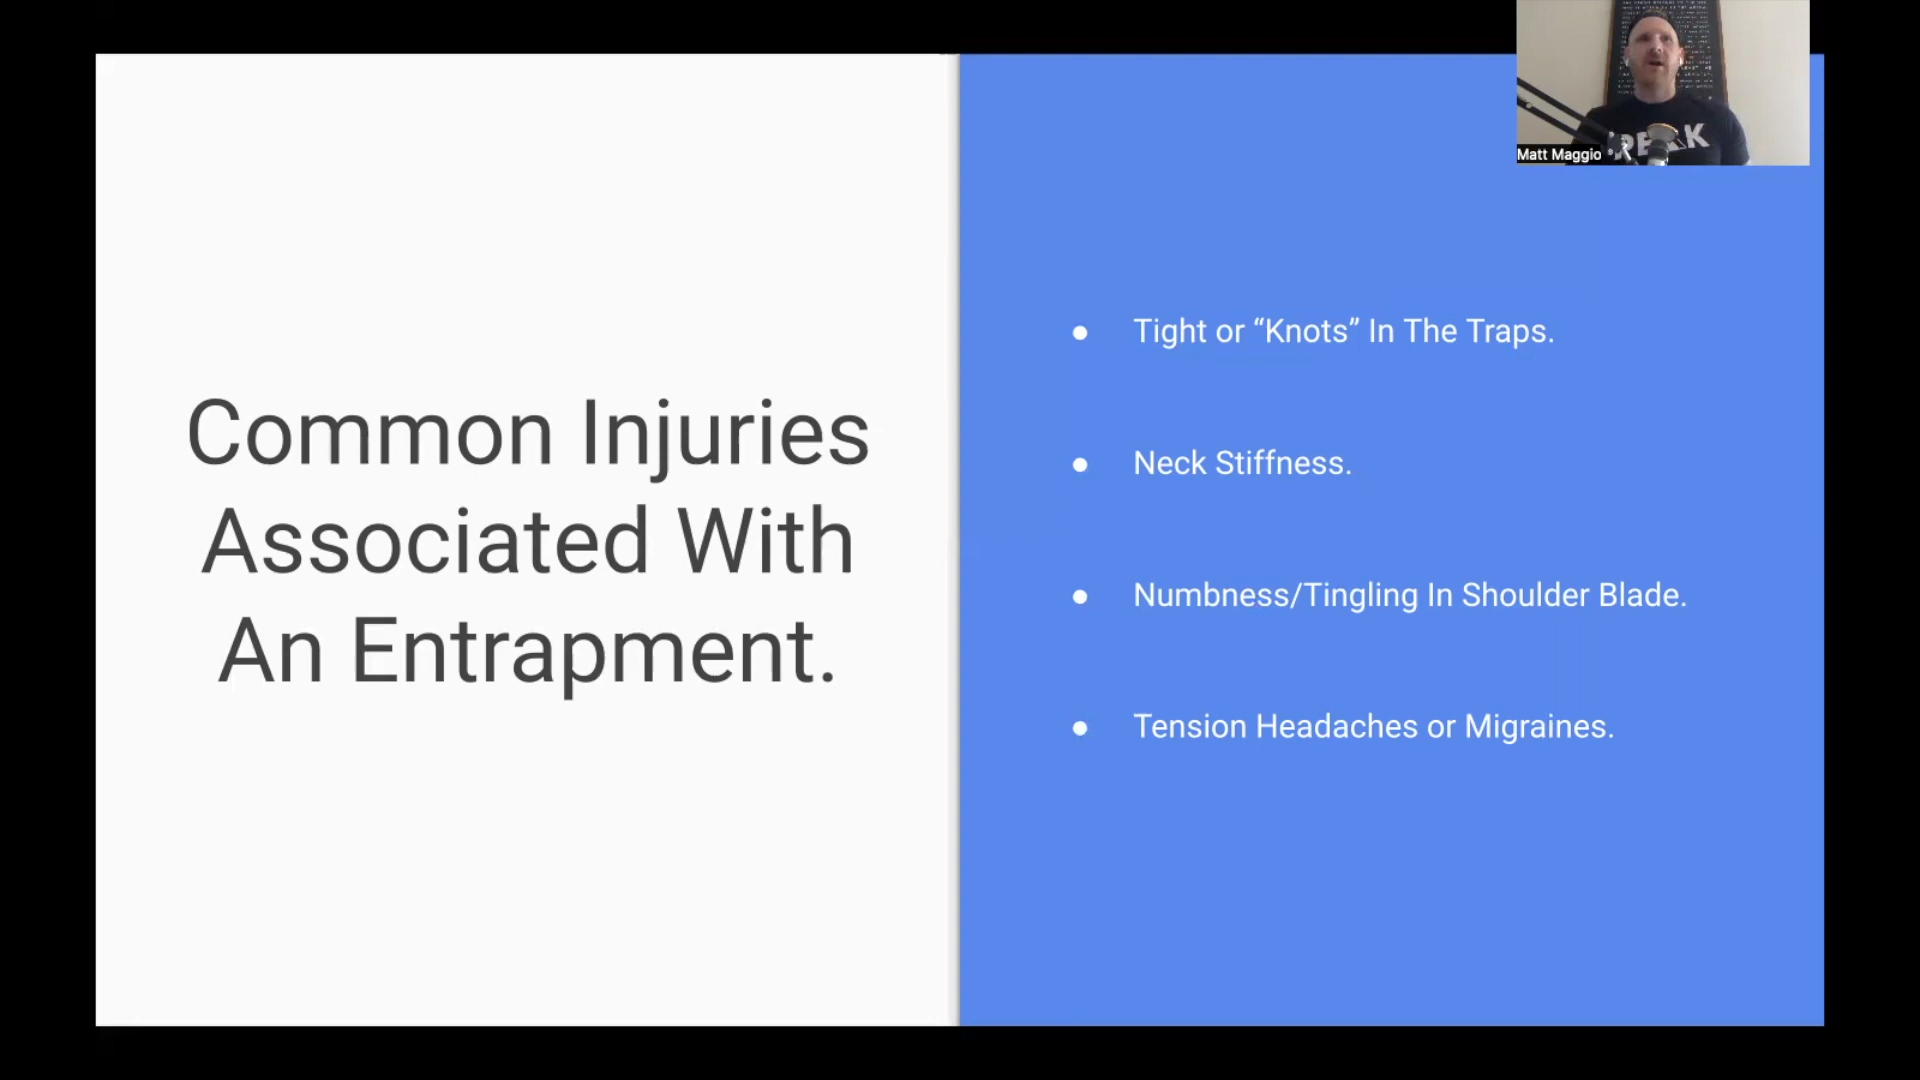 Common Injuries
Associated With
An Entrapment.
Tight or “Knots” In The Traps.
Neck Stiffness.
Numbness/Tingling In Shoulder Blade.
Tension Headaches or Migraines.
Matt Maggio